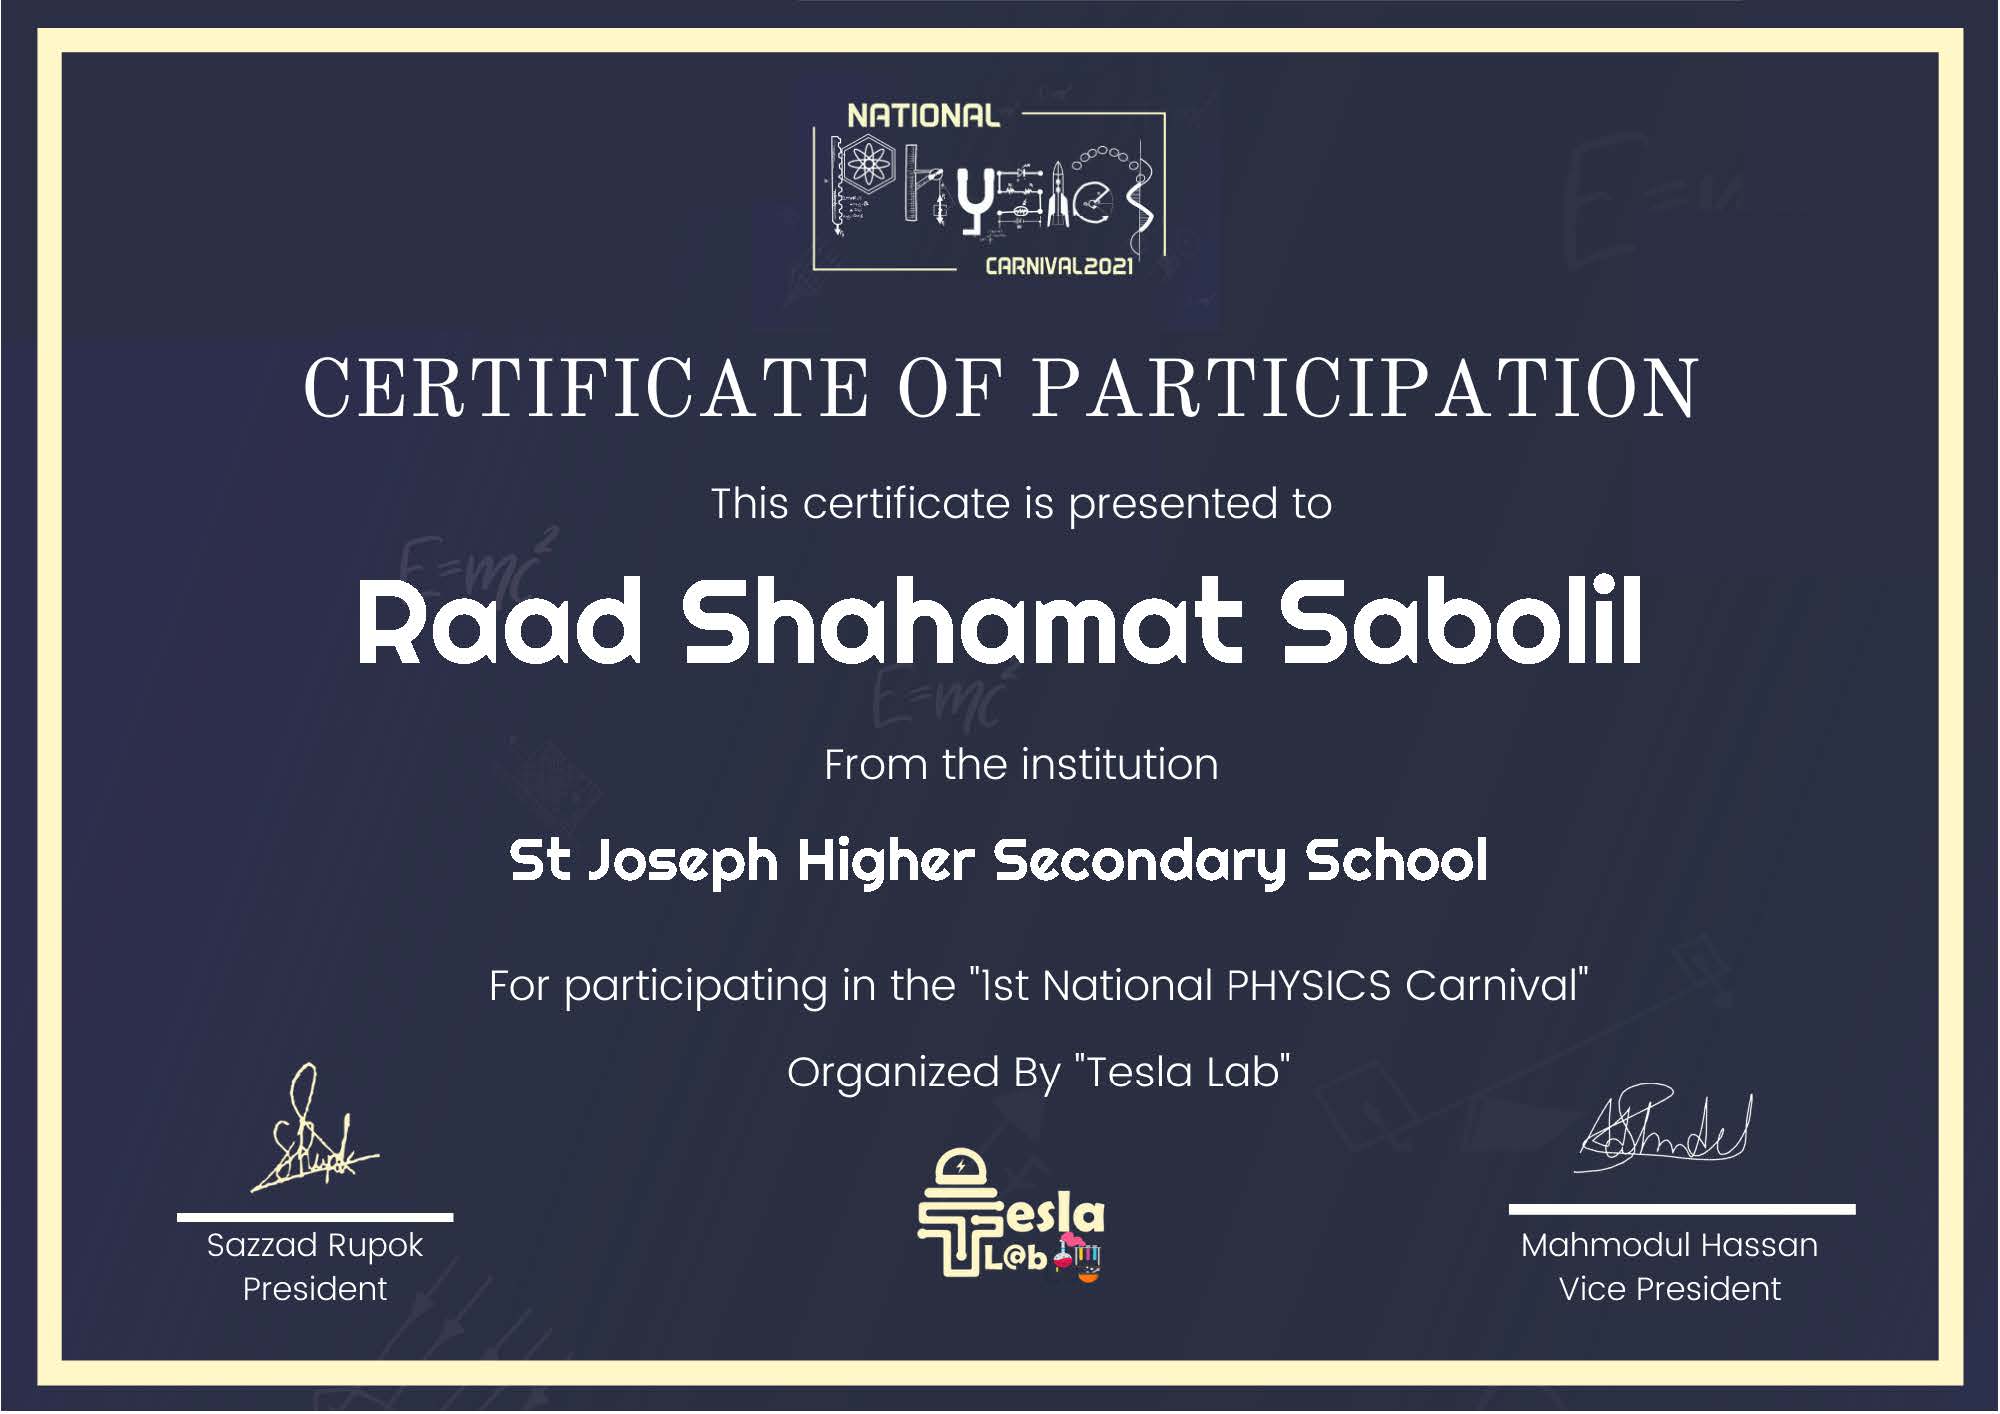 NATIONAL
Physics
CARNIVAL2021
CERTIFICATE OF PARTICIPATION
This certificate is presented to
E=mc²
Raad Shahamat Sabolil
E=mc²
From the institution
St Joseph Higher Secondary School
For participating in the "1st National PHYSICS Carnival"
Organized By "Tesla Lab"
Tesla
L@b
Sazzad Rupok
President
Mahmodul Hassan
Vice President